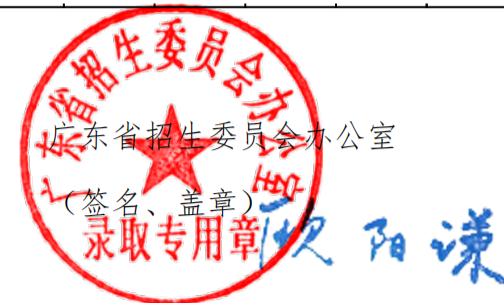 广东省招生委员会办公室
广东省招生委员会办公室
（签名、盖章）
录取专用章
欧阳谦